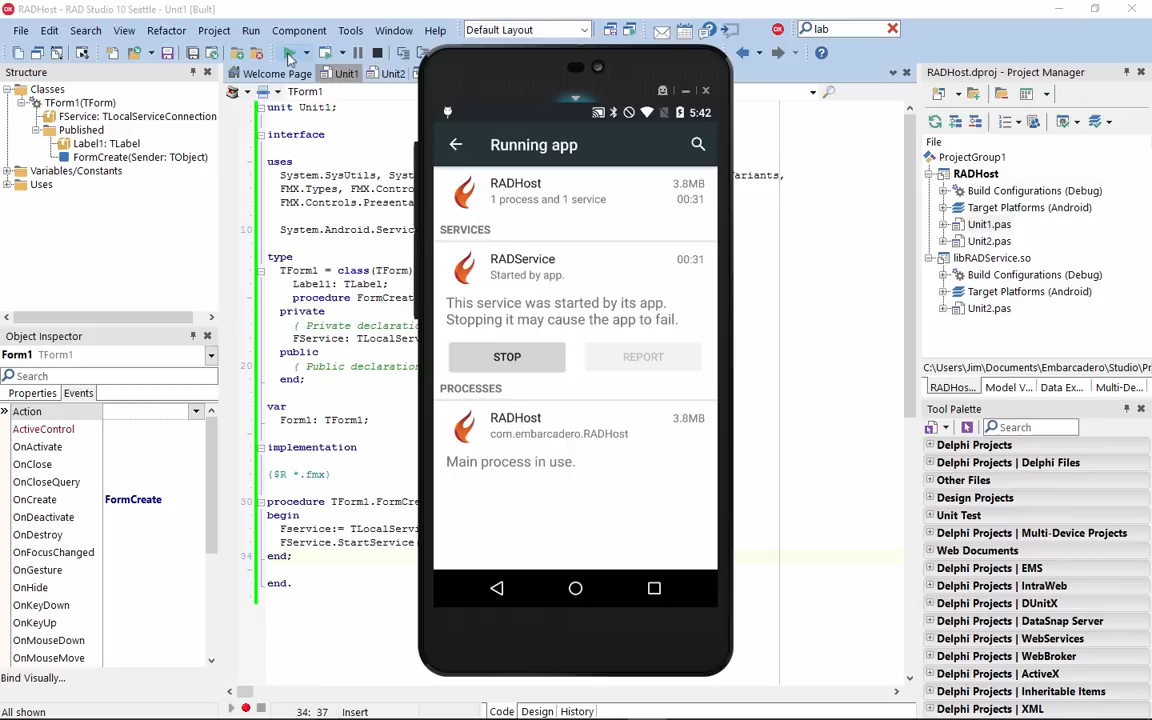 RADHost - RAD Studio 10 Seattle - Unit1 [Built]
File Edit Search View Refactor Project Run Component Tools Window Help
Default Layout
lab
Structure
Classes
TForm1(TForm)
FService: TLocalServiceConnection
Published
Label1: TLabel
FormCreate(Sender: TObject)
Variables/Constants
Uses
Object Inspector
Form1 TForm1
Search
Properties Events
Action
ActiveControl
OnActivate
OnClose
OnCloseQuery
OnCreate FormCreate
OnDeactivate
OnDestroy
OnFocusChanged
OnGesture
OnHide
OnKeyDown
OnKeyUp
OnMouseDown
OnMouseMove
Bind Visually...
All shown
Welcome Page Unit1 Unit2
TForm1
unit Unit1;
interface
uses
System.SysUtils, Sys
Variants,
FMX.Types, FMX.Contr
FMX.Controls.Presenta
10
System.Android.Servic
type
TForm1 = class(TForm)
Label1: TLabel;
procedure FormCreat
private
{ Private declarati
FService: TLocalServ
public
20
{ Public declaration
end;
var
Form1: TForm1;
implementation
{$R *.fmx}
30
procedure TForm1.FormCre
begin
Fservice:= TLocalServi
FService.StartService(
34
end;
end.
34: 37 Insert
Code Design History
5:42
Running app
RADHost 3.8MB
1 process and 1 service 00:31
SERVICES
RADService 00:31
Started by app.
This service was started by its app.
Stopping it may cause the app to fail.
STOP REPORT
PROCESSES
RADHost 3.8MB
com.embarcadero.RADHost
Main process in use.
RADHost.dproj - Project Manager
File
ProjectGroup1
RADHost
Build Configurations (Debug)
Target Platforms (Android)
Unit1.pas
Unit2.pas
libRADService.so
Build Configurations (Debug)
Target Platforms (Android)
Unit2.pas
C:\Users\Jim\Documents\Embarcadero\Studio\Pr
RADHos... Model V... Data Ex... Multi-De...
Tool Palette
Search
Delphi Projects
Delphi Projects | Delphi Files
Other Files
Design Projects
Unit Test
Delphi Projects | Multi-Device Projects
Web Documents
Delphi Projects | EMS
Delphi Projects | IntraWeb
Delphi Projects | DUnitX
Delphi Projects | DataSnap Server
Delphi Projects | WebServices
Delphi Projects | WebBroker
Delphi Projects | ActiveX
Delphi Projects | Inheritable Items
Delphi Projects | XML